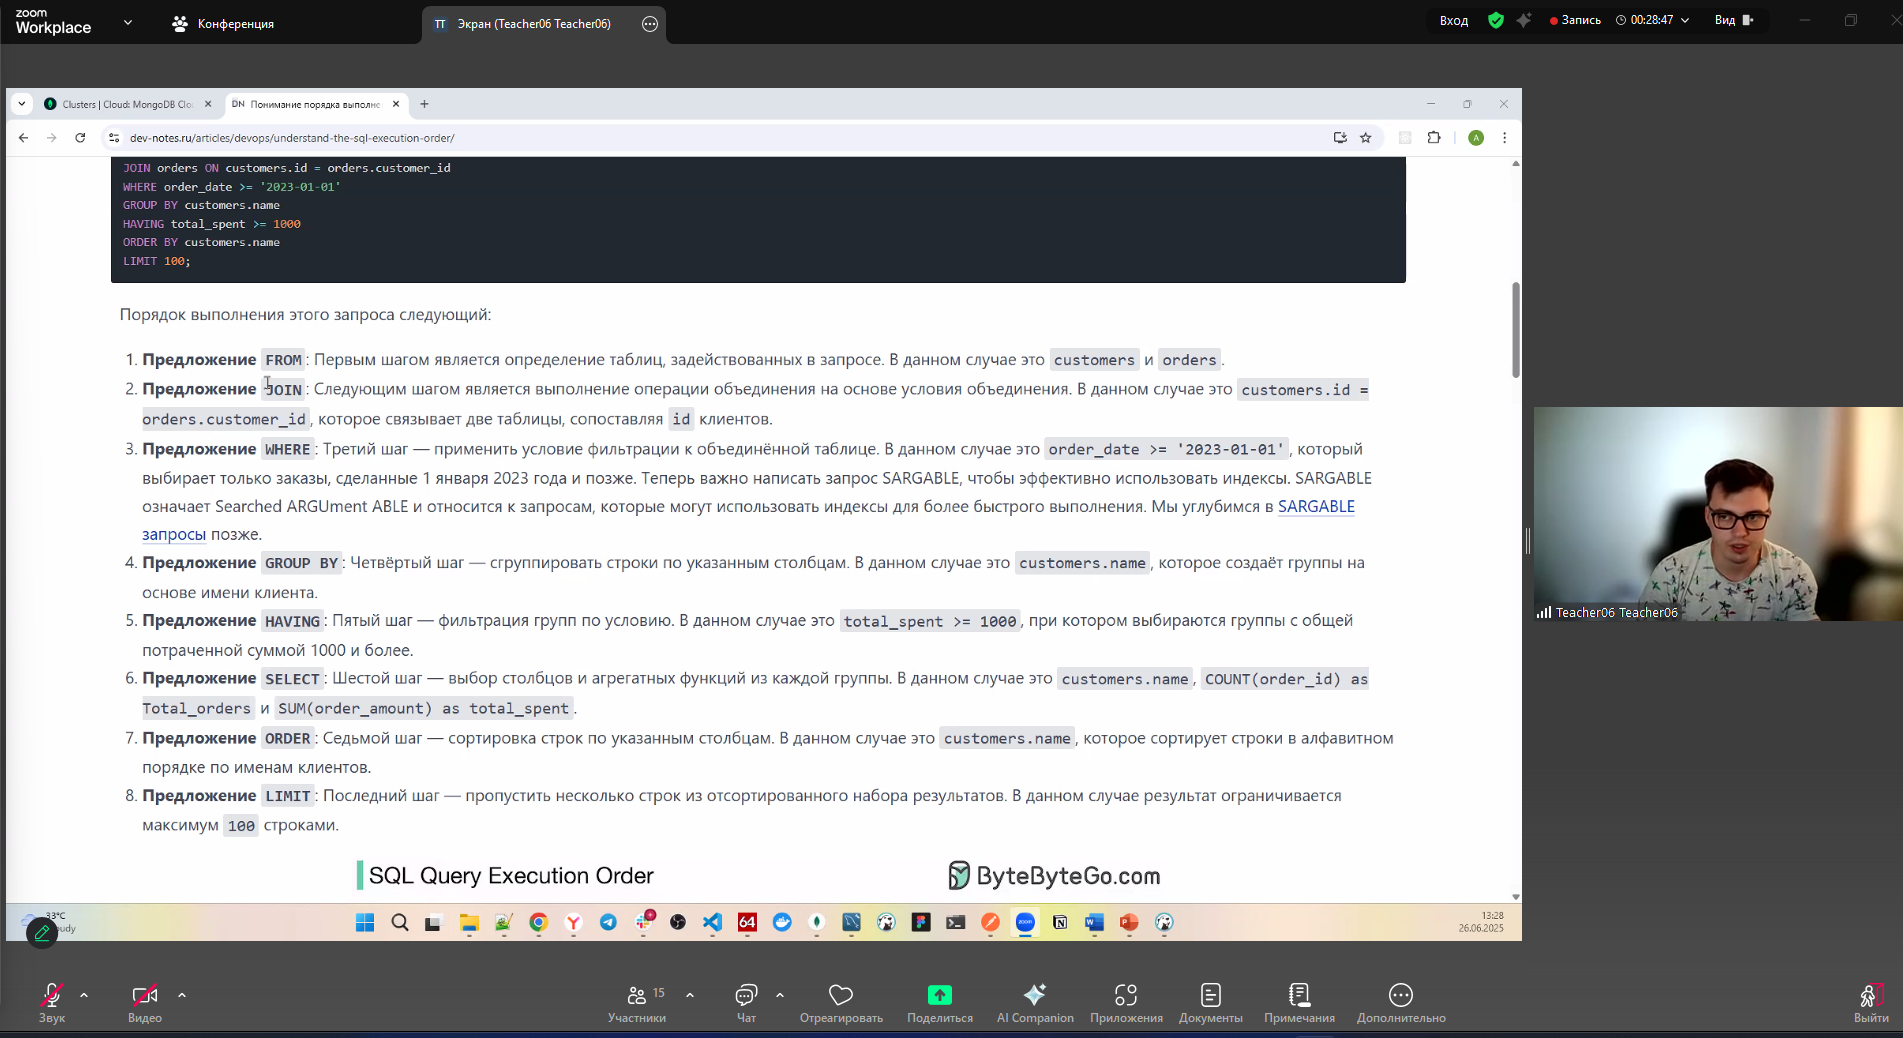 zoom
Workplace
Конференция
TT Экран (Teacher06 Teacher06)
Вход
Запись
00:28:47
Вид
Clusters | Cloud: MongoDB Clo
DN Понимание порядка выполне
dev-notes.ru/articles/devops/understand-the-sql-execution-order/
A
JOIN orders ON customers.id = orders.customer_id
WHERE order_date >= '2023-01-01'
GROUP BY customers.name
HAVING total_spent >= 1000
ORDER BY customers.name
LIMIT 100;
Порядок выполнения этого запроса следующий:
1. Предложение FROM: Первым шагом является определение таблиц, задействованных в запросе. В данном случае это customers и orders.
2. Предложение JOIN: Следующим шагом является выполнение операции объединения на основе условия объединения. В данном случае это customers.id =
orders.customer_id, которое связывает две таблицы, сопоставляя id клиентов.
3. Предложение WHERE: Третий шаг — применить условие фильтрации к объединённой таблице. В данном случае это order_date >= '2023-01-01', который
выбирает только заказы, сделанные 1 января 2023 года и позже. Теперь важно написать запрос SARGABLE, чтобы эффективно использовать индексы. SARGABLE
означает Searched ARGUment ABLE и относится к запросам, которые могут использовать индексы для более быстрого выполнения. Мы углубимся в SARGABLE
запросы позже.
4. Предложение GROUP BY: Четвёртый шаг — сгруппировать строки по указанным столбцам. В данном случае это customers.name, которое создаёт группы на
основе имени клиента.
5. Предложение HAVING: Пятый шаг — фильтрация групп по условию. В данном случае это total_spent >= 1000, при котором выбираются группы с общей
потраченной суммой 1000 и более.
6. Предложение SELECT: Шестой шаг — выбор столбцов и агрегатных функций из каждой группы. В данном случае это customers.name, COUNT(order_id) as
Total_orders и SUM(order_amount) as total_spent.
7. Предложение ORDER: Седьмой шаг — сортировка строк по указанным столбцам. В данном случае это customers.name, которое сортирует строки в алфавитном
порядке по именам клиентов.
8. Предложение LIMIT: Последний шаг — пропустить несколько строк из отсортированного набора результатов. В данном случае результат ограничивается
максимум 100 строками.
SQL Query Execution Order
ByteByteGo.com
Teacher06 Teacher06
33°C
oudy
64
zoom
13:28
26.06.2025
Звук
Видео
Участники
15
Чат
Отреагировать
Поделиться
AI Companion
Приложения
Документы
Примечания
Дополнительно
Выйти